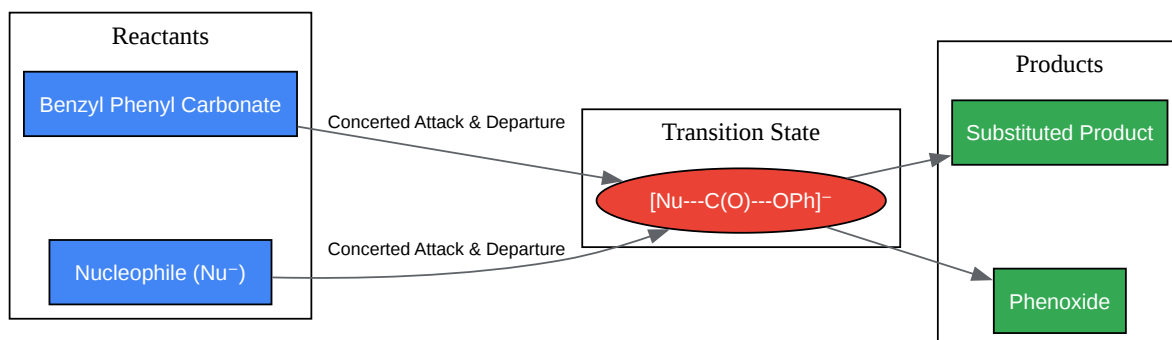 Reactants
Benzyl Phenyl Carbonate
Nucleophile (Nu⁻)
Concerted Attack & Departure
Concerted Attack & Departure
Transition State
[Nu---C(O)---OPh]⁻
Products
Substituted Product
Phenoxide